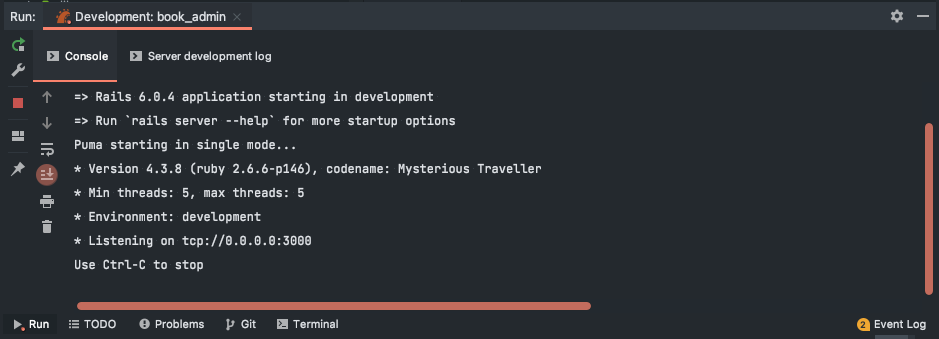 Run: Development: book_admin
Console Server development log
=> Rails 6.0.4 application starting in development
=> Run `rails server --help` for more startup options
Puma starting in single mode...
* Version 4.3.8 (ruby 2.6.6-p146), codename: Mysterious Traveller
* Min threads: 5, max threads: 5
* Environment: development
* Listening on tcp://0.0.0.0:3000
Use Ctrl-C to stop
Run TODO Problems Git Terminal 2 Event Log